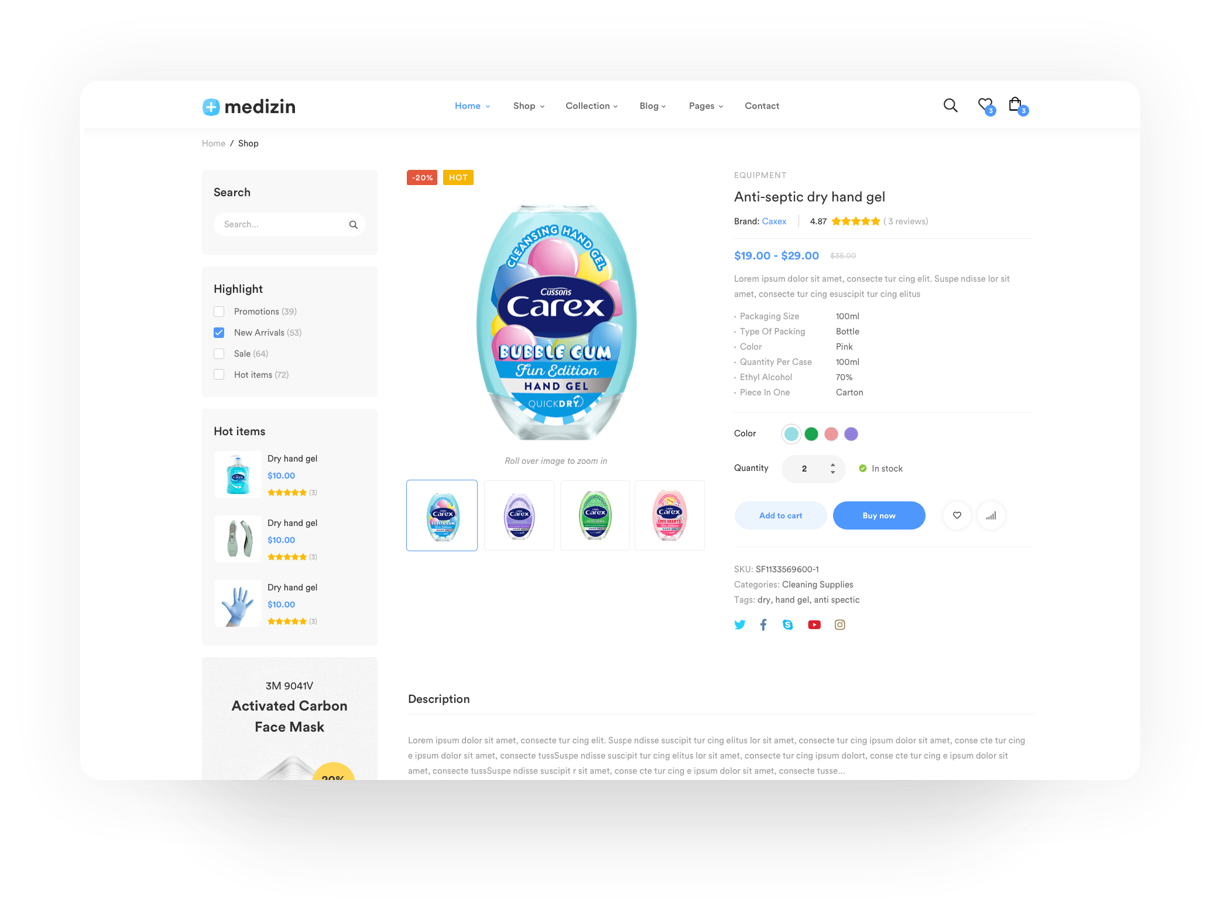 medizin
Home
Shop
Collection
Blog
Pages
Contact
3
3
Home / Shop
Search
Search...
Highlight
Promotions (39)
New Arrivals (53)
Sale (64)
Hot items (72)
Hot items
Dry hand gel
$10.00
(3)
Dry hand gel
$10.00
(3)
Dry hand gel
$10.00
(3)
3M 9041V
Activated Carbon
Face Mask
20%
-20% HOT
CLEANSING HAND GEL
Cussons
Carex
BUBBLE GUM
Fun Edition
HAND GEL
QUICKDRY
Roll over image to zoom in
Carex
Carex
Carex
Carex
EQUIPMENT
Anti-septic dry hand gel
Brand: Caxex
4.87 ( 3 reviews)
$19.00 - $29.00
Lorem ipsum dolor sit amet, consecte tur cing elit. Suspe ndisse lor sit
amet, consecte tur cing esuscipit tur cing elitus
· Packaging Size 100ml
· Type Of Packing Bottle
· Color Pink
· Quantity Per Case 100ml
· Ethyl Alcohol 70%
· Piece In One Carton
Color
Quantity 2 In stock
Add to cart
Buy now
SKU: SF1133569600-1
Categories: Cleaning Supplies
Tags: dry, hand gel, anti spectic
Description
Lorem ipsum dolor sit amet, consecte tur cing elit. Suspe ndisse suscipit tur cing elitus lor sit amet, consecte tur cing ipsum dolor sit amet, conse cte tur cing
e ipsum dolor sit amet, consecte tussSuspe ndisse suscipit tur cing elitus lor sit amet, consecte tur cing ipsum dolort, conse cte tur cing e ipsum dolor sit
amet, consecte tussSuspe ndisse suscipit r sit amet, conse cte tur cing e ipsum dolor sit amet, consecte tusse...